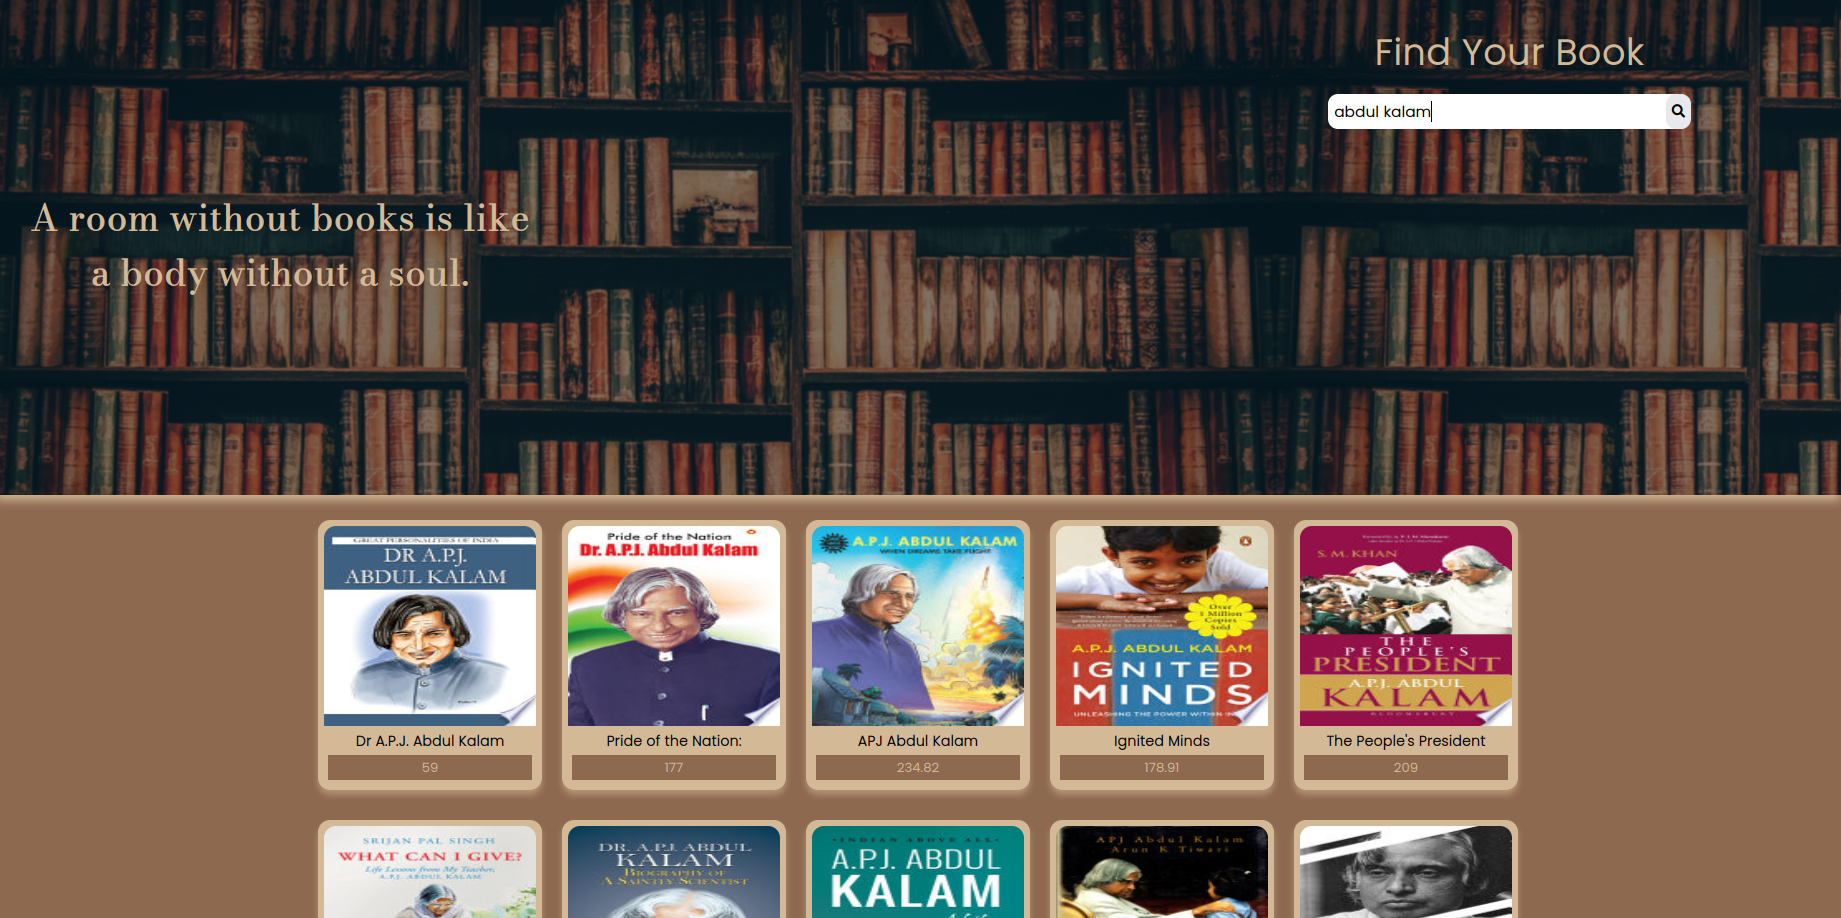 Find Your Book
abdul kalam
A room without books is like
a body without a soul.
GREAT PERSONALITIES OF INDIA
DR A.P.J.
ABDUL KALAM
Dr A.P.J. Abdul Kalam
59
Pride of the Nation
Dr. A.P.J. Abdul Kalam
Pride of the Nation:
177
A.P.J. ABDUL KALAM
WHEN DREAMS TAKE FLIGHT
APJ Abdul Kalam
234.82
Over
1 Million
Copies
Sold
A.P.J. ABDUL KALAM
IGNITED
MINDS
UNLEASHING THE POWER WITHIN
Ignited Minds
178.91
S. M. KHAN
THE
PEOPLE'S
PRESIDENT
A.P.J. ABDUL
KALAM
BLOOMSBURY
The People's President
209
SRIJAN PAL SINGH
WHAT CAN I GIVE?
Life Lessons from My Teacher,
A.P.J. ABDUL KALAM
DR. A.P.J. ABDUL
KALAM
BIOGRAPHY OF
A SAINTLY SCIENTIST
INDIAN ABOVE ALL
A.P.J. ABDUL
KALAM
APJ Abdul Kalam
Arun K Tiwari